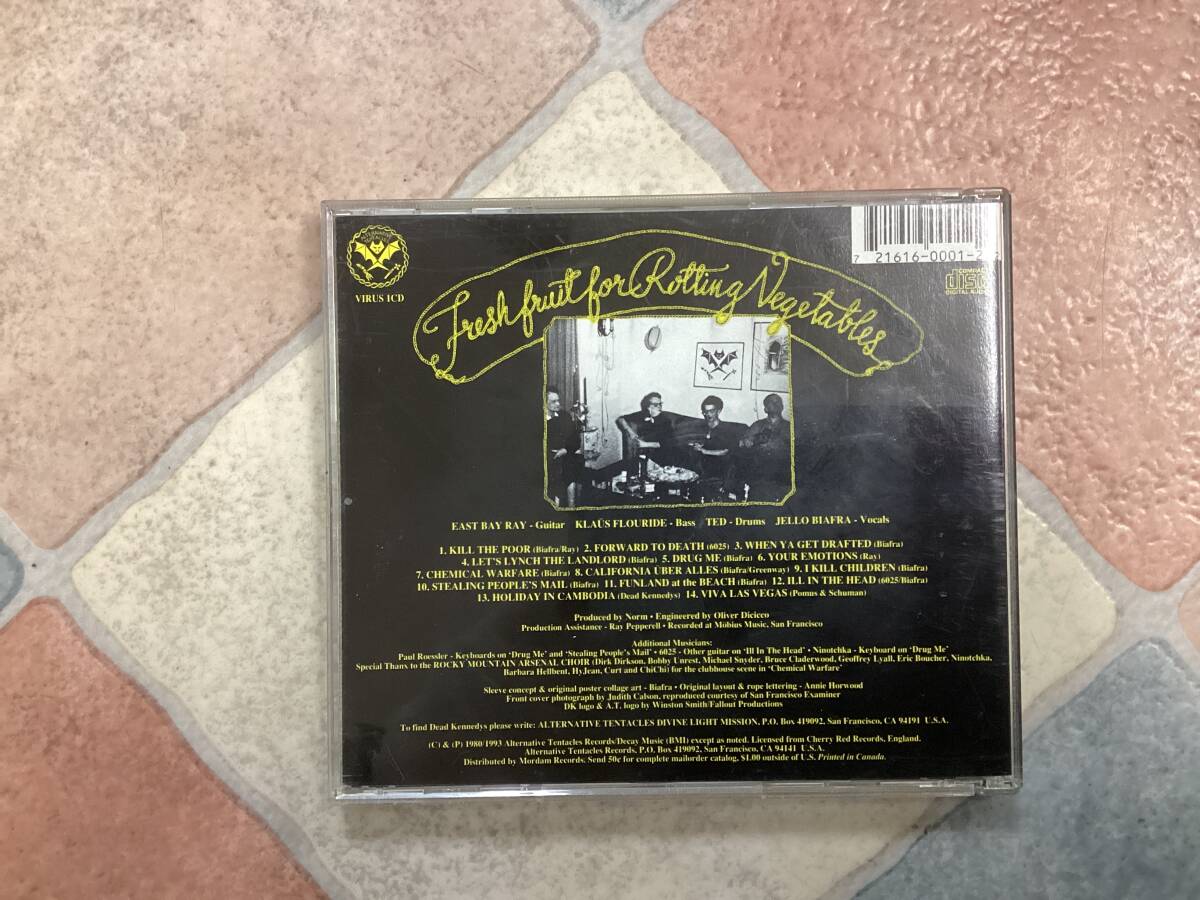 ALTERNATIVE
VIRUS 1CD
7 21616-0001-2
COMPACT
disc
DIGITAL AUDIO
Fresh fruit for Rotting Vegetables
EAST BAY RAY - Guitar KLAÜS FLOURIDE - Bass TED - Drums JELLO BIAFRA - Vocals
1. KILL THE POOR (Biafra/Ray) 2. FORWARD TO DEATH (6025) 3. WHEN YA GET DRAFTED (Biafra)
4. LET'S LYNCH THE LANDLORD (Biafra) 5. DRUG ME (Biafra) 6. YOUR EMOTIONS (Ray)
7. CHEMICAL WARFARE (Biafra) 8. CALIFORNIA ÜBER ALLES (Biafra/Greenway) 9. I KILL CHILDREN (Biafra)
10. STEALING PEOPLE'S MAIL (Biafra) 11. FUNLAND at the BEACH (Biafra) 12. ILL IN THE HEAD (6025/Biafra)
13. HOLIDAY IN CAMBODIA (Dead Kennedys) 14. VIVA LAS VEGAS (Pomus & Schuman)
Produced by Norm • Engineered by Oliver Dicicco
Production Assistance - Ray Pepperell • Recorded at Möbius Music, San Francisco
Additional Musicians:
Paul Roessler - Keyboards on 'Drug Me' and 'Stealing People's Mail' • 6025 - Other guitar on 'Ill In The Head' • Ninotchka - Keyboard on 'Drug Me'
Special Thanx to the ROCKY MOUNTAIN ARSENAL CHOIR (Dirk Dirkson, Bobby Unrest, Michael Snyder, Bruce Calderwood, Geoffrey Lyall, Eric Boucher, Ninotchka,
Barbara Hellbent, HyJean, Curt and ChiChi) for the clubhouse scene in 'Chemical Warfare'
Sleeve concept & original poster collage art - Biafra • Original layout & rope lettering - Annie Horwood
Front cover photograph by Judith Calson, reproduced courtesy of San Francisco Examiner
DK logo & A.T. logo by Winston Smith/Fallout Productions
To find Dead Kennedys please write: ALTERNATIVE TENTACLES DIVINE LIGHT MISSION, P.O. Box 419092, San Francisco, CA 94191 U.S.A.
(C) & (P) 1980/1993 Alternative Tentacles Records/Decay Music (BMI) except as noted. Licensed from Cherry Red Records, England.
Alternative Tentacles Records, P.O. Box 419092, San Francisco, CA 94141 U.S.A.
Distributed by Mordam Records. Send 50¢ for complete mailorder catalog, $1.00 outside of U.S. Printed in Canada.